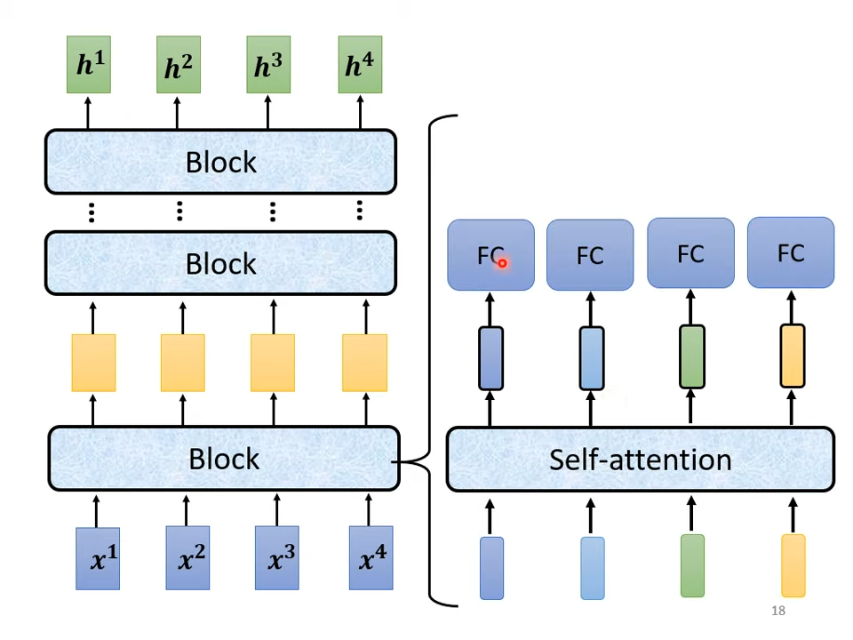 h¹ h² h³ h⁴
Block
Block
Block
x¹ x² x³ x⁴
FC FC FC FC
Self-attention
18